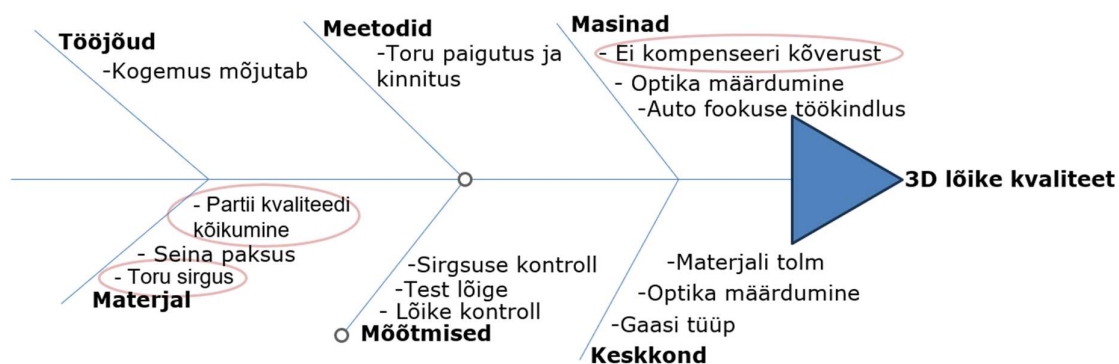 Tööjõud
-Kogemus mõjutab
Meetodid
-Toru paigutus ja
kinnitus
Masinad
- Ei kompenseeri kõverust
- Optika määrdumine
-Auto fookuse töökindlus
3D lõike kvaliteet
- Partii kvaliteedi
kõikumine
- Seina paksus
- Toru sirgus
Materjal
-Sirgsuse kontroll
-Test lõige
- Lõike kontroll
Mõõtmised
-Materjali tolm
-Optika määrdumine
-Gaasi tüüp
Keskkond